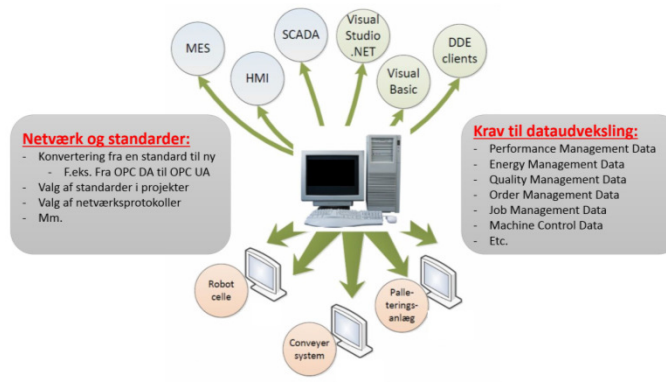 MES
HMI
SCADA
Visual
Studio
.NET
Visual
Basic
DDE
clients
Netværk og standarder:
- Konvertering fra en standard til ny
- F.eks. Fra OPC DA til OPC UA
- Valg af standarder i projekter
- Valg af netværksprotokoller
- Mm.
Krav til dataudveksling:
- Performance Management Data
- Energy Management Data
- Quality Management Data
- Order Management Data
- Job Management Data
- Machine Control Data
- Etc.
Robot
celle
Conveyer
system
Palle-
terings-
anlæg